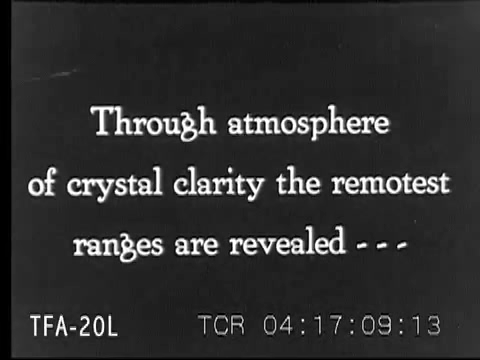 Through atmosphere
of crystal clarity the remotest
ranges are revealed - - -
TFA-20L TCR 04:17:09:13